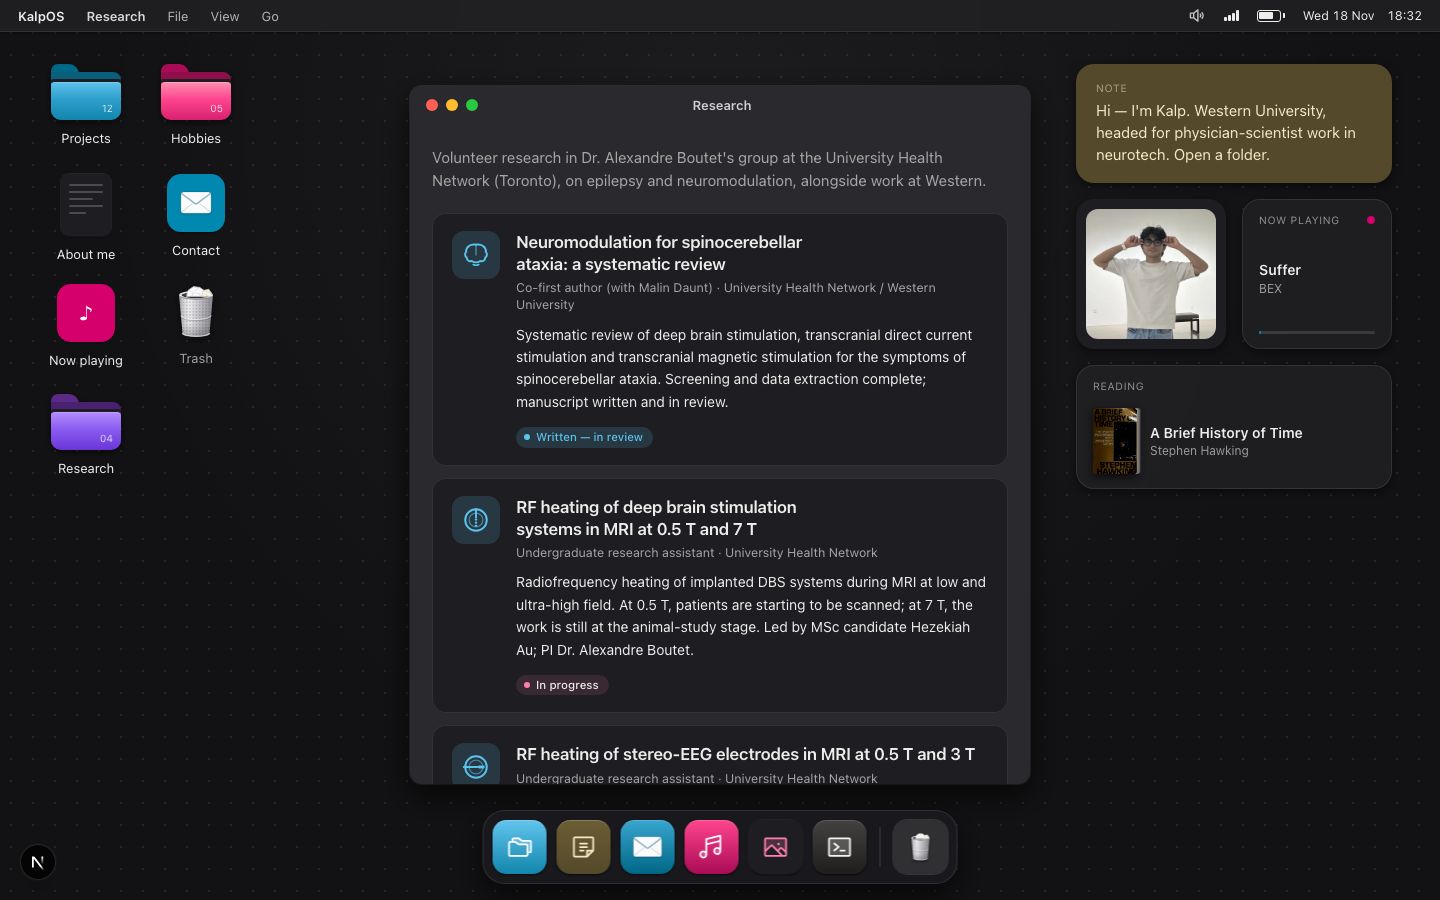 KalpOS Research File View Go
Wed 18 Nov 18:32
12
Projects
05
Hobbies
About me
Contact
Now playing
Trash
04
Research
Research
Volunteer research in Dr. Alexandre Boutet's group at the University Health
Network (Toronto), on epilepsy and neuromodulation, alongside work at Western.
Neuromodulation for spinocerebellar
ataxia: a systematic review
Co-first author (with Malin Daunt) · University Health Network / Western
University
Systematic review of deep brain stimulation, transcranial direct current
stimulation and transcranial magnetic stimulation for the symptoms of
spinocerebellar ataxia. Screening and data extraction complete;
manuscript written and in review.
Written — in review
RF heating of deep brain stimulation
systems in MRI at 0.5 T and 7 T
Undergraduate research assistant · University Health Network
Radiofrequency heating of implanted DBS systems during MRI at low and
ultra-high field. At 0.5 T, patients are starting to be scanned; at 7 T, the
work is still at the animal-study stage. Led by MSc candidate Hezekiah
Au; PI Dr. Alexandre Boutet.
In progress
RF heating of stereo-EEG electrodes in MRI at 0.5 T and 3 T
Undergraduate research assistant · University Health Network
NOTE
Hi — I'm Kalp. Western University,
headed for physician-scientist work in
neurotech. Open a folder.
NOW PLAYING
Suffer
BEX
READING
A BRIEF
HISTORY OF
TIME
STEPHEN
HAWKING
A Brief History of Time
Stephen Hawking
N